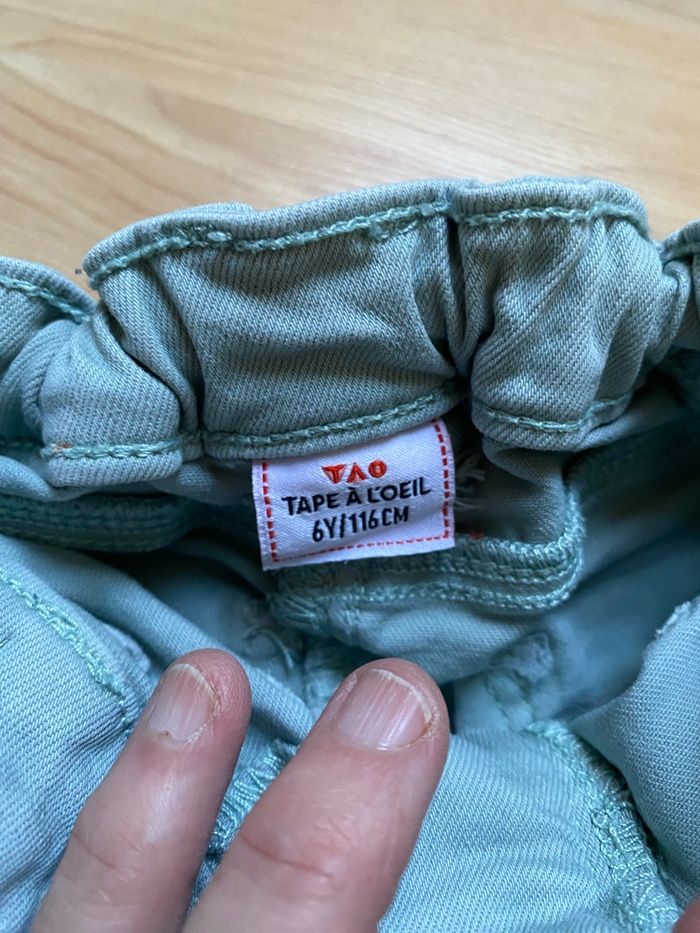 TAO
TAPE À L'OEIL
6Y/116CM